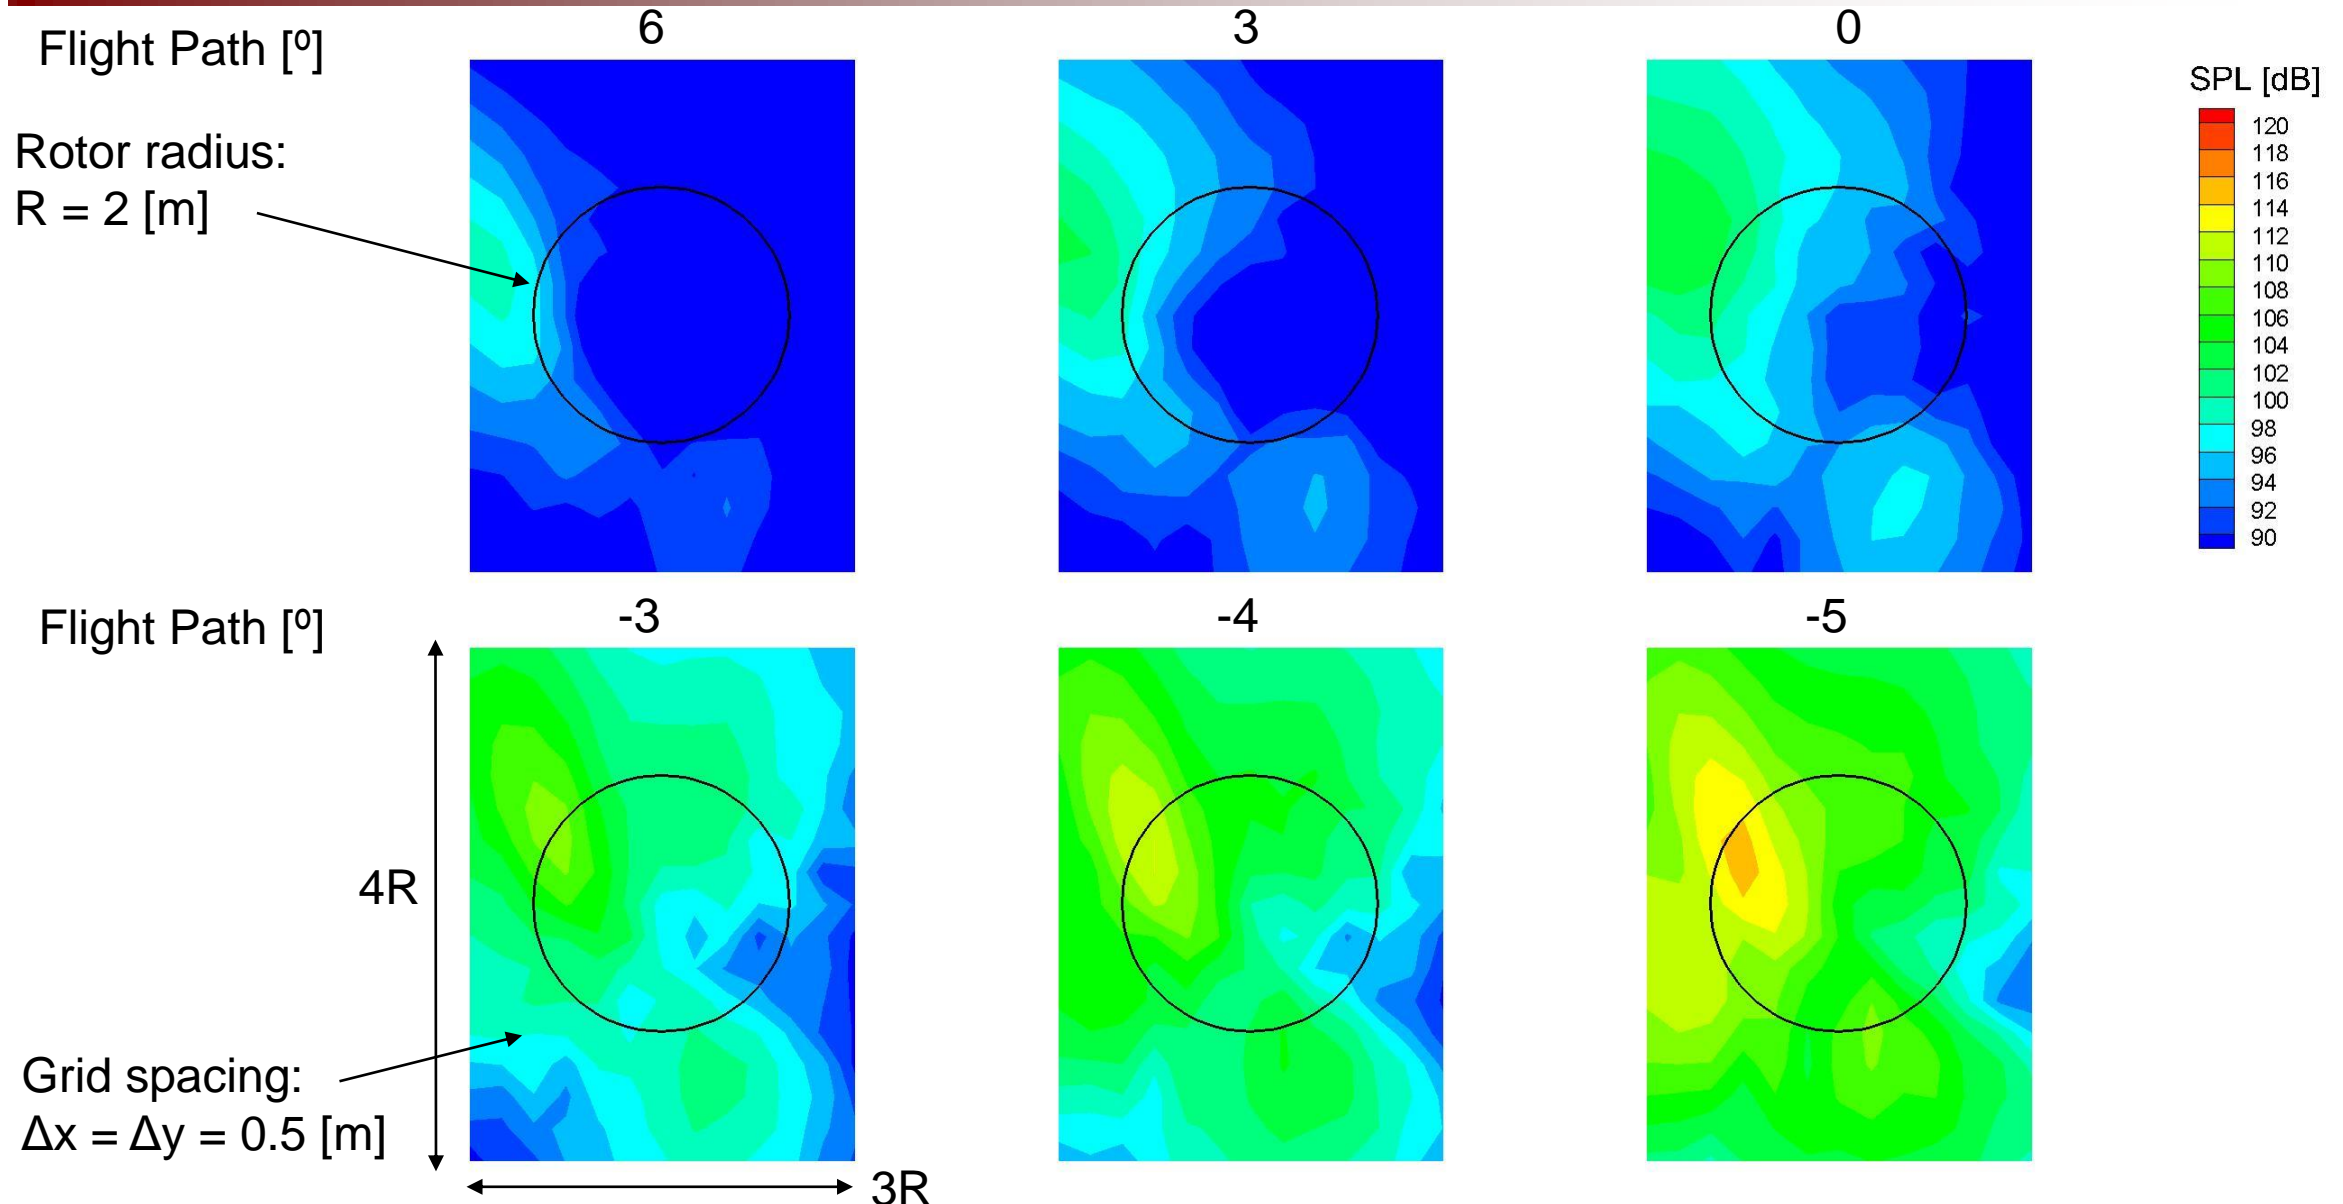 Flight Path [º]
6
3
0
SPL [dB]
120
118
116
114
112
110
108
106
104
102
100
98
96
94
92
90
Rotor radius:
R = 2 [m]
Flight Path [º]
-3
-4
-5
4R
Grid spacing:
Δx = Δy = 0.5 [m]
3R